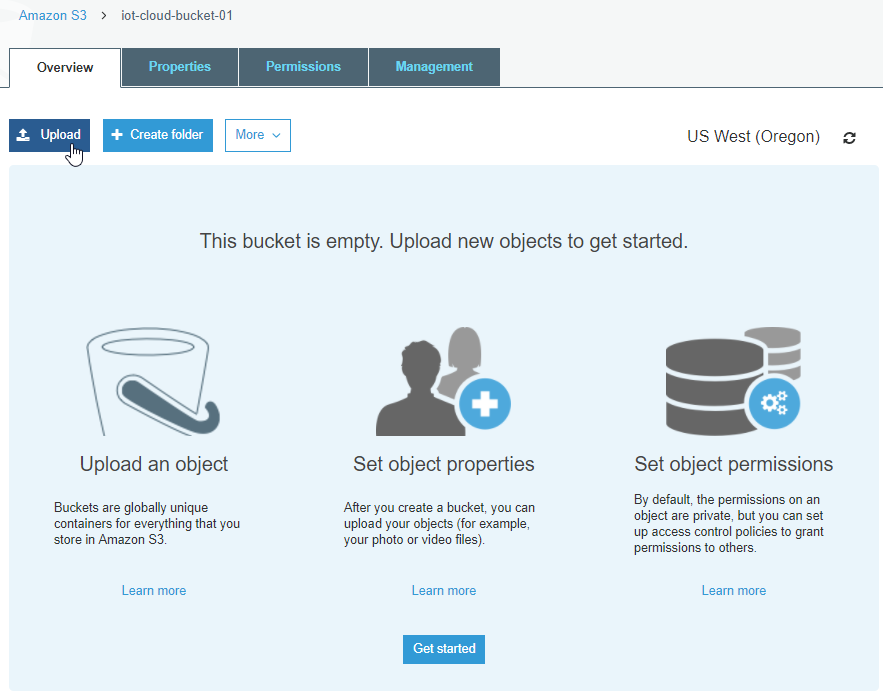 Amazon S3 > iot-cloud-bucket-01
Overview Properties Permissions Management
Upload Create folder More US West (Oregon)
This bucket is empty. Upload new objects to get started.
Upload an object
Buckets are globally unique
containers for everything that you
store in Amazon S3.
Learn more
Set object properties
After you create a bucket, you can
upload your objects (for example,
your photo or video files).
Learn more
Set object permissions
By default, the permissions on an
object are private, but you can set
up access control policies to grant
permissions to others.
Learn more
Get started